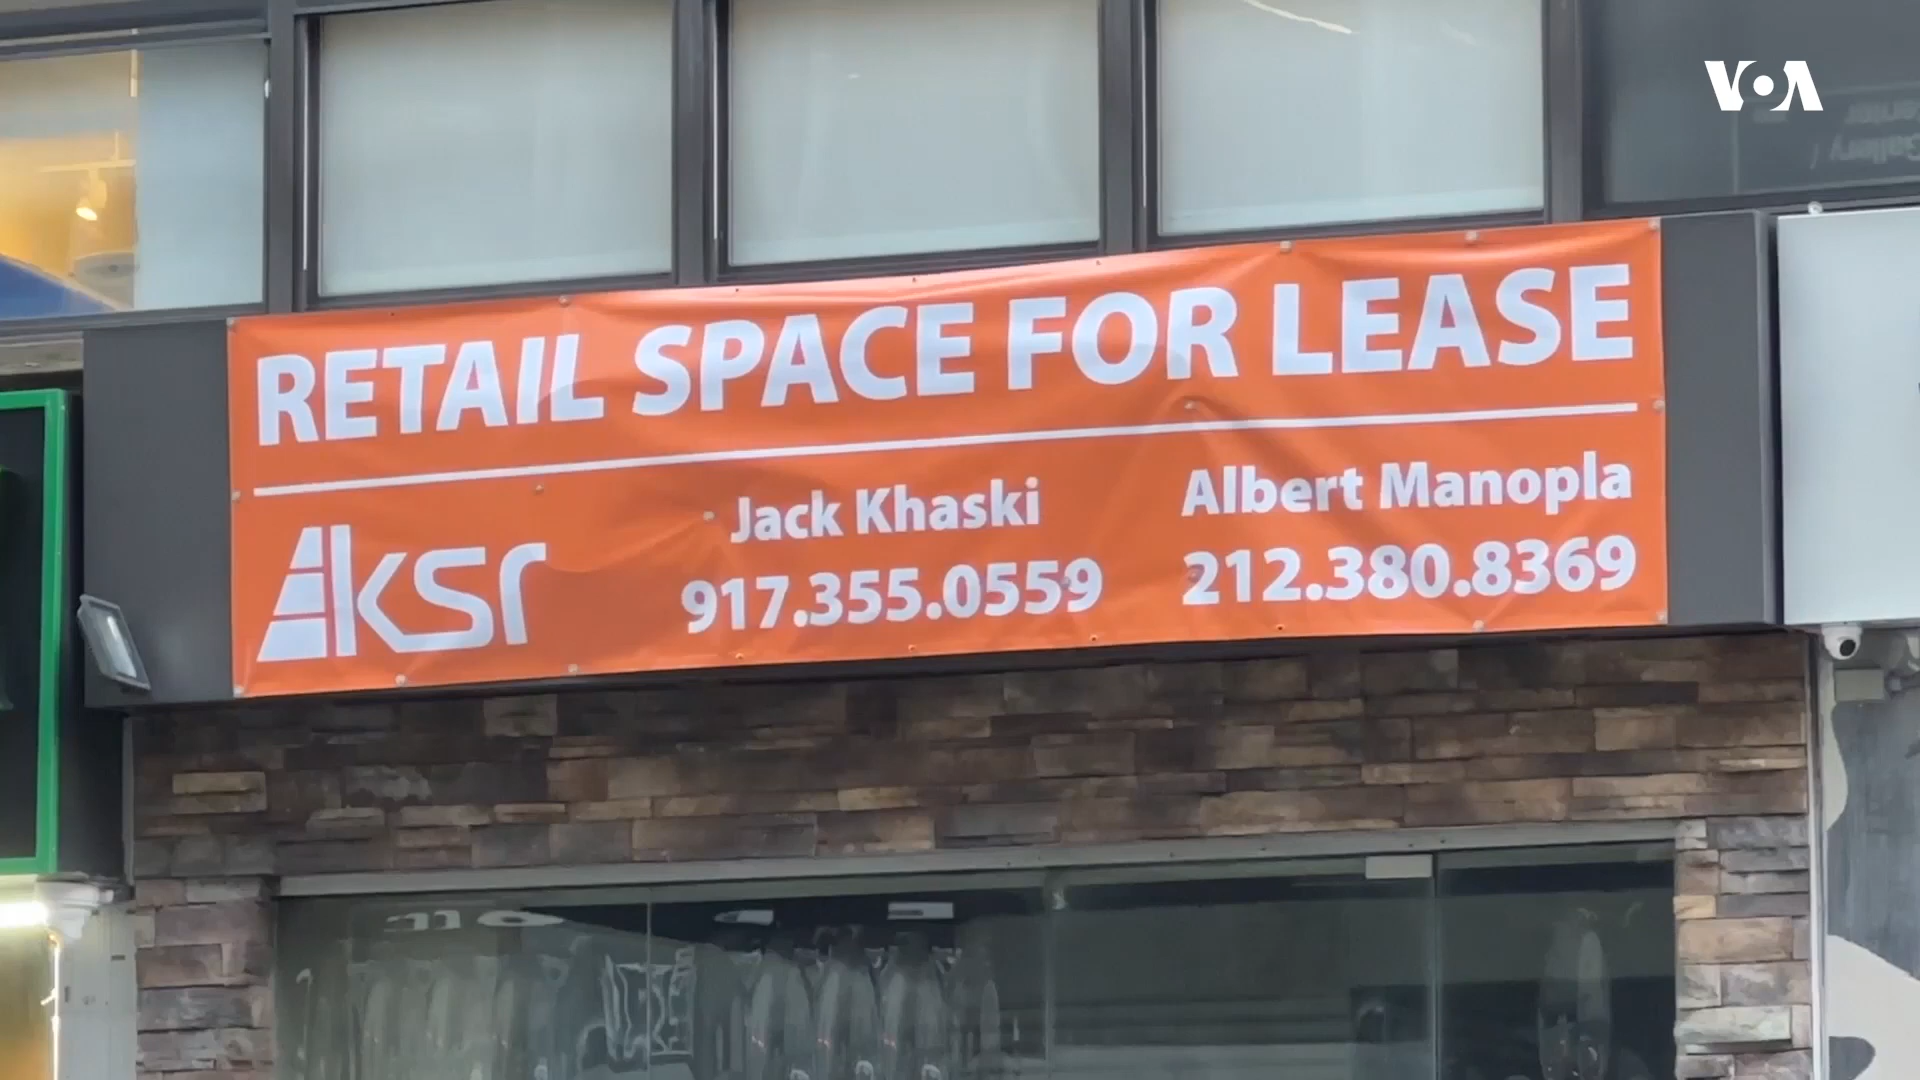 VOA
RETAIL SPACE FOR LEASE
ksr
Jack Khaski
917.355.0559
Albert Manopla
212.380.8369